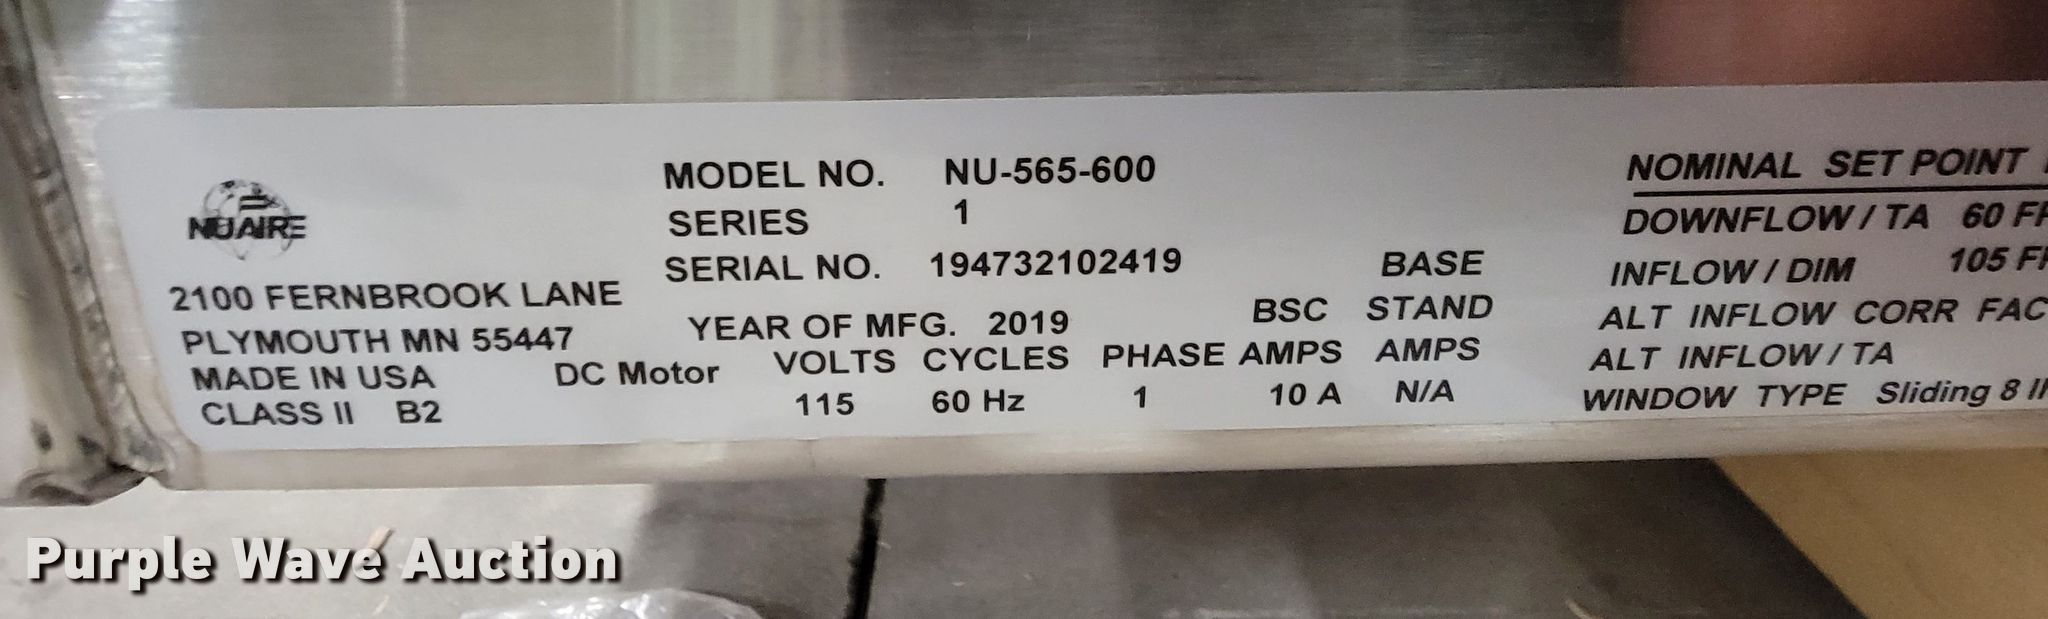 NUAIRE
2100 FERNBROOK LANE
PLYMOUTH MN 55447
MADE IN USA
CLASS II B2
MODEL NO. NU-565-600
SERIES 1
SERIAL NO. 194732102419
YEAR OF MFG. 2019
BASE
BSC STAND
DC Motor VOLTS CYCLES PHASE AMPS AMPS
115 60 Hz 1 10 A N/A
NOMINAL SET POINT
DOWNFLOW / TA 60
INFLOW / DIM 105
ALT INFLOW CORR
ALT INFLOW / TA
WINDOW TYPE Sliding 8
Purple Wave Auction